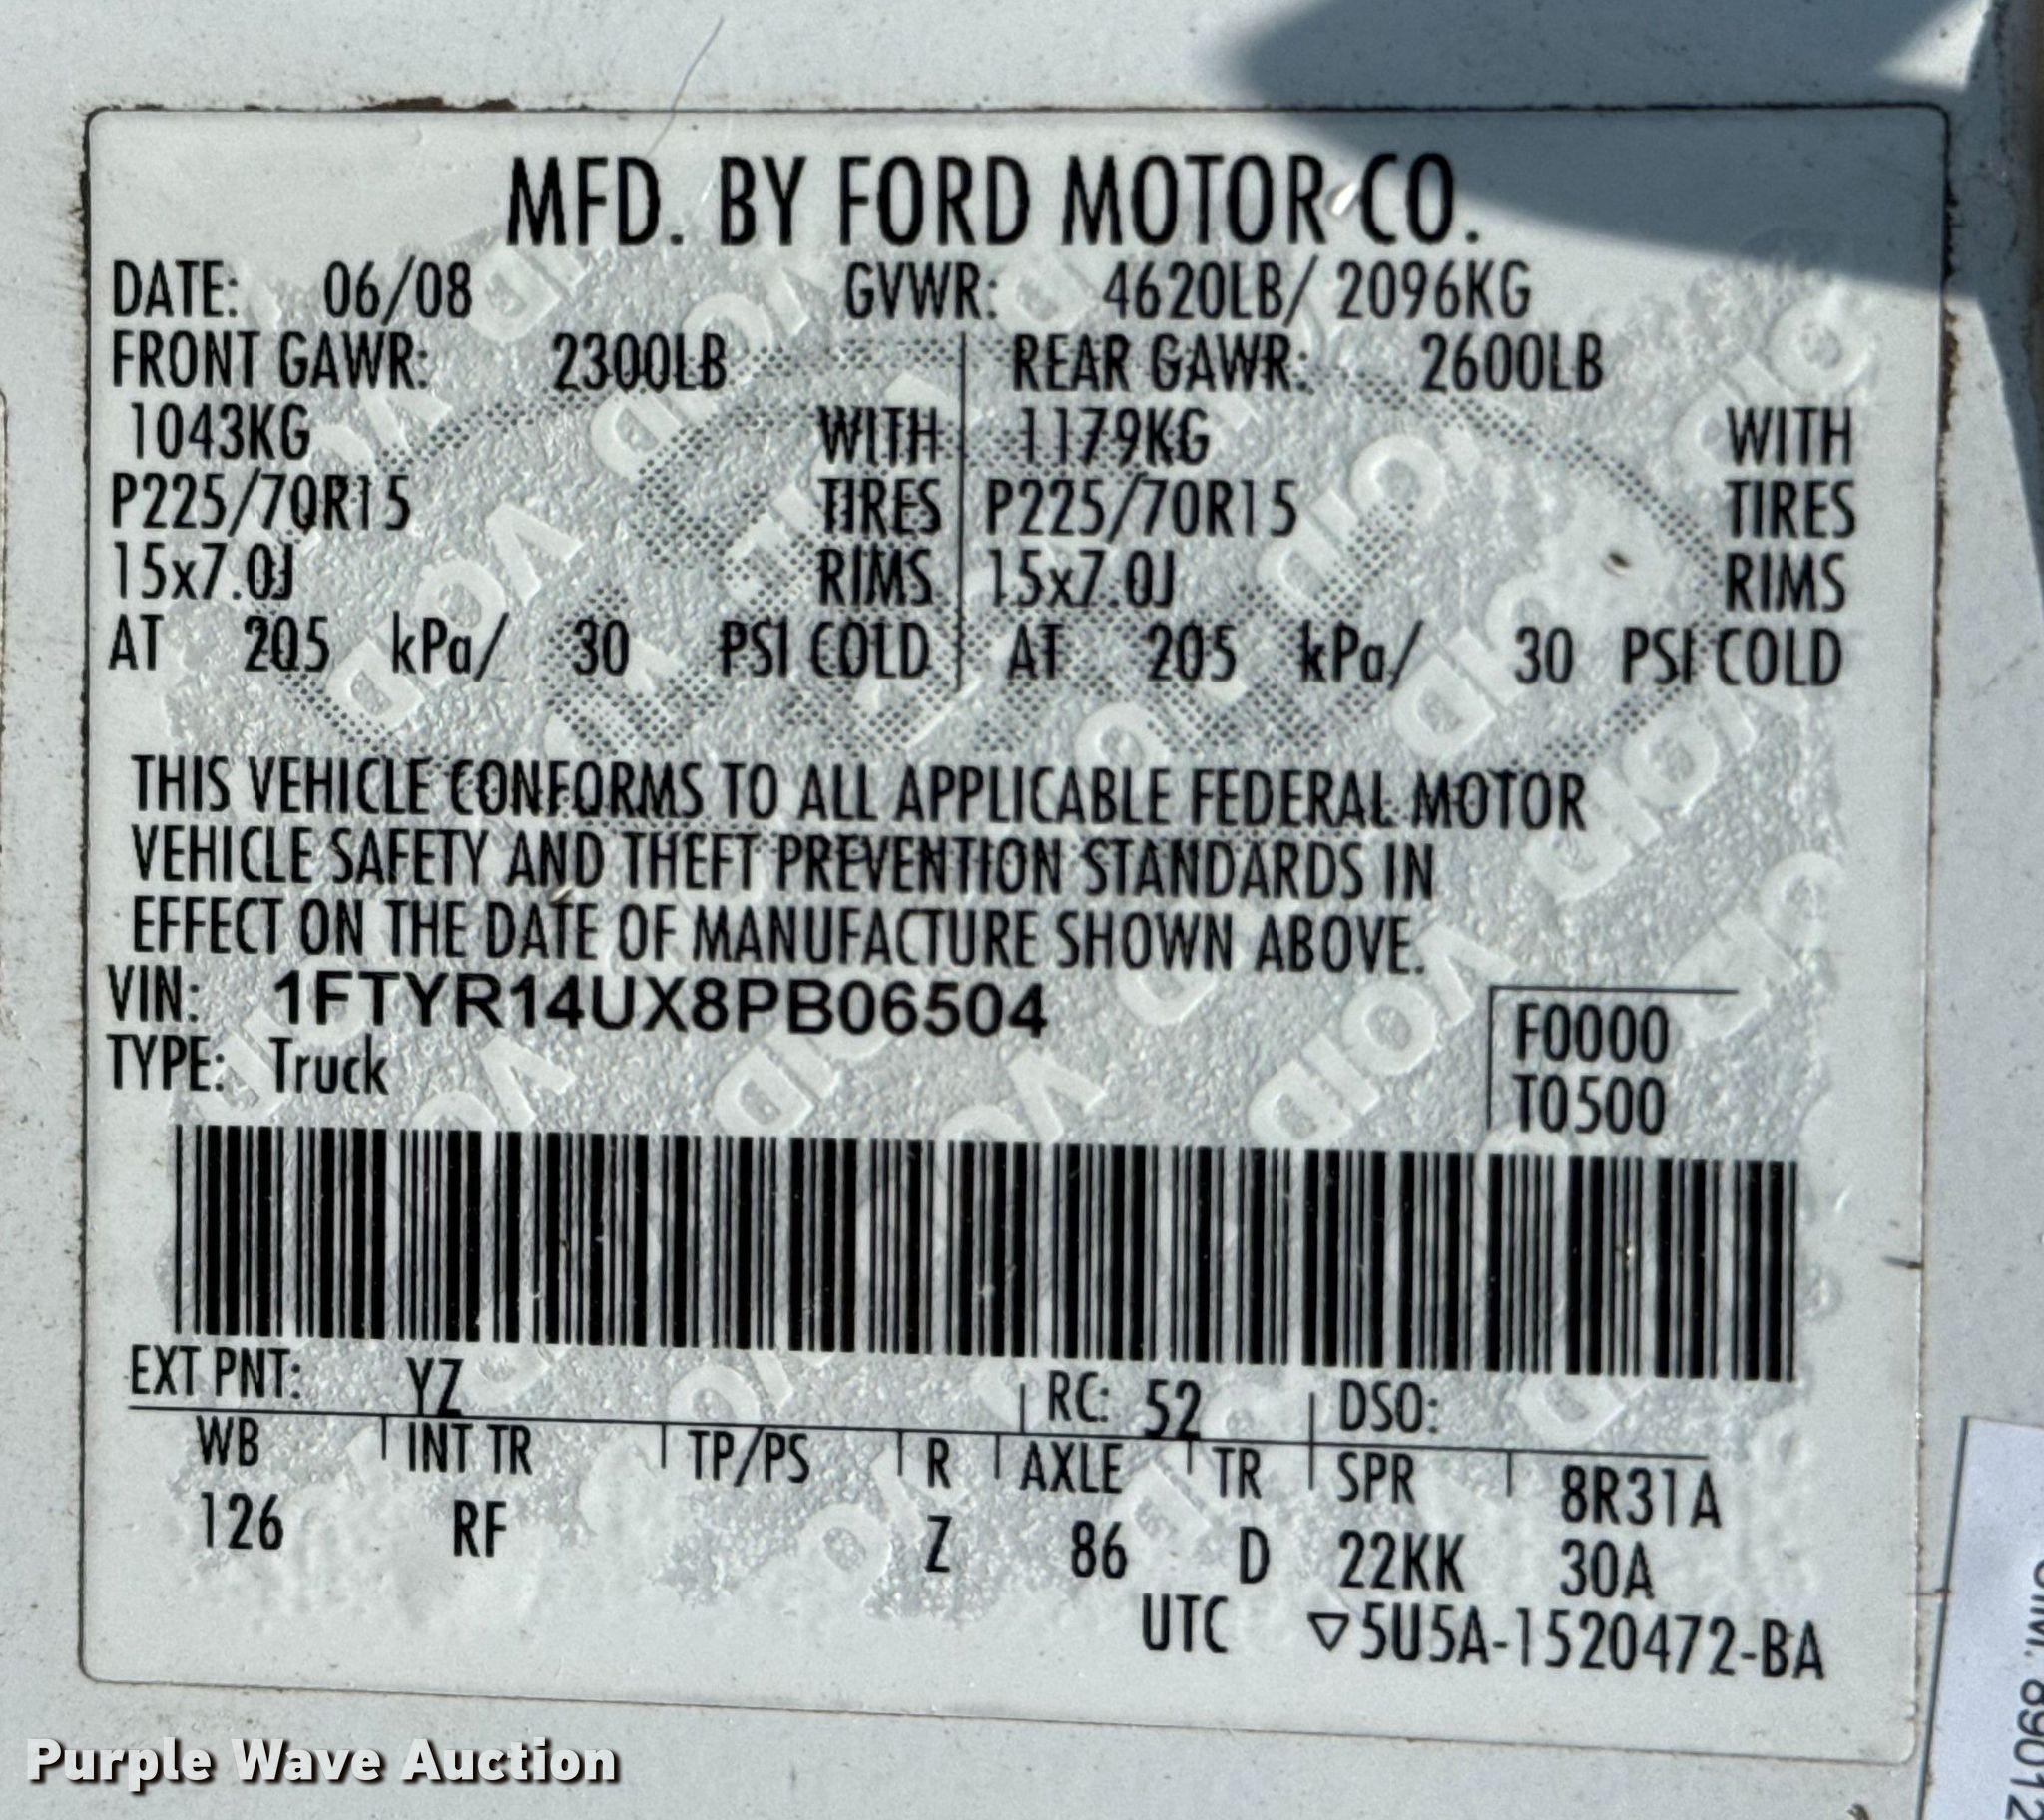 MFD. BY FORD MOTOR CO.
DATE: 06/08 GVWR: 4620LB/ 2096KG
FRONT GAWR: 2300LB REAR GAWR: 2600LB
1043KG WITH 1179KG WITH
P225/70R15 TIRES P225/70R15 TIRES
15x7.0J RIMS 15x7.0J RIMS
AT 205 kPa/ 30 PSI COLD AT 205 kPa/ 30 PSI COLD
THIS VEHICLE CONFORMS TO ALL APPLICABLE FEDERAL MOTOR
VEHICLE SAFETY AND THEFT PREVENTION STANDARDS IN
EFFECT ON THE DATE OF MANUFACTURE SHOWN ABOVE.
VIN: 1FTYR14UX8PB06504
F0000
TYPE: Truck
T0500
EXT PNT: YZ RC: 52 DSO:
WB INT TR TP/PS R AXLE TR SPR 8R31A
126 RF Z 86 D 22KK 30A
UTC ▽5U5A-1520472-BA
Purple Wave Auction